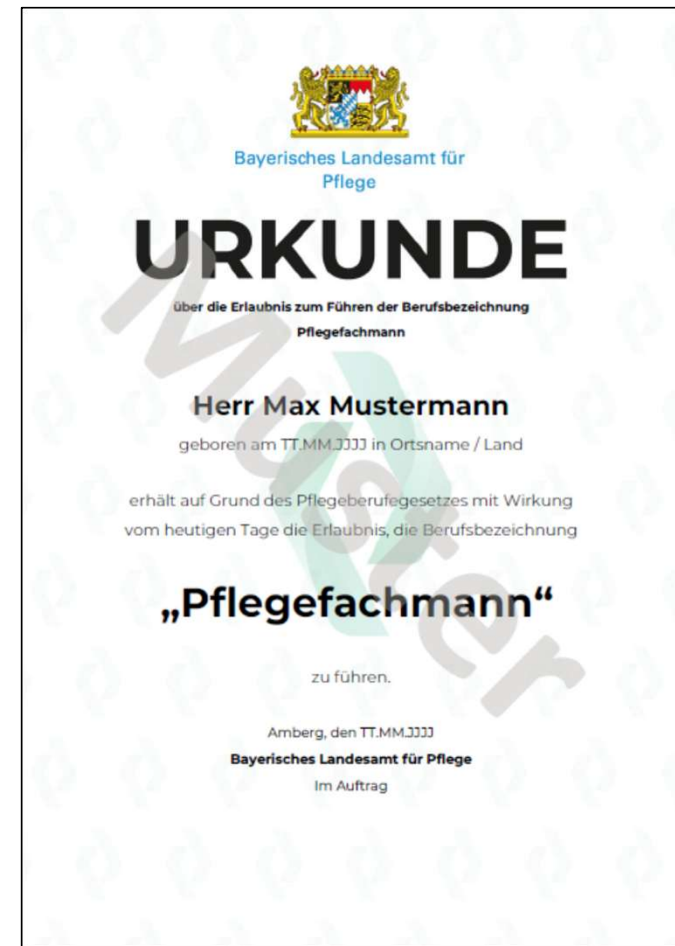 Bayerisches Landesamt für
Pflege
URKUNDE
über die Erlaubnis zum Führen der Berufsbezeichnung
Pflegefachmann
Herr Max Mustermann
geboren am TT.MM.JJJJ in Ortsname / Land
erhält auf Grund des Pflegeberufegesetzes mit Wirkung
vom heutigen Tage die Erlaubnis, die Berufsbezeichnung
„Pflegefachmann“
zu führen.
Amberg, den TT.MM.JJJJ
Bayerisches Landesamt für Pflege
Im Auftrag
Muster